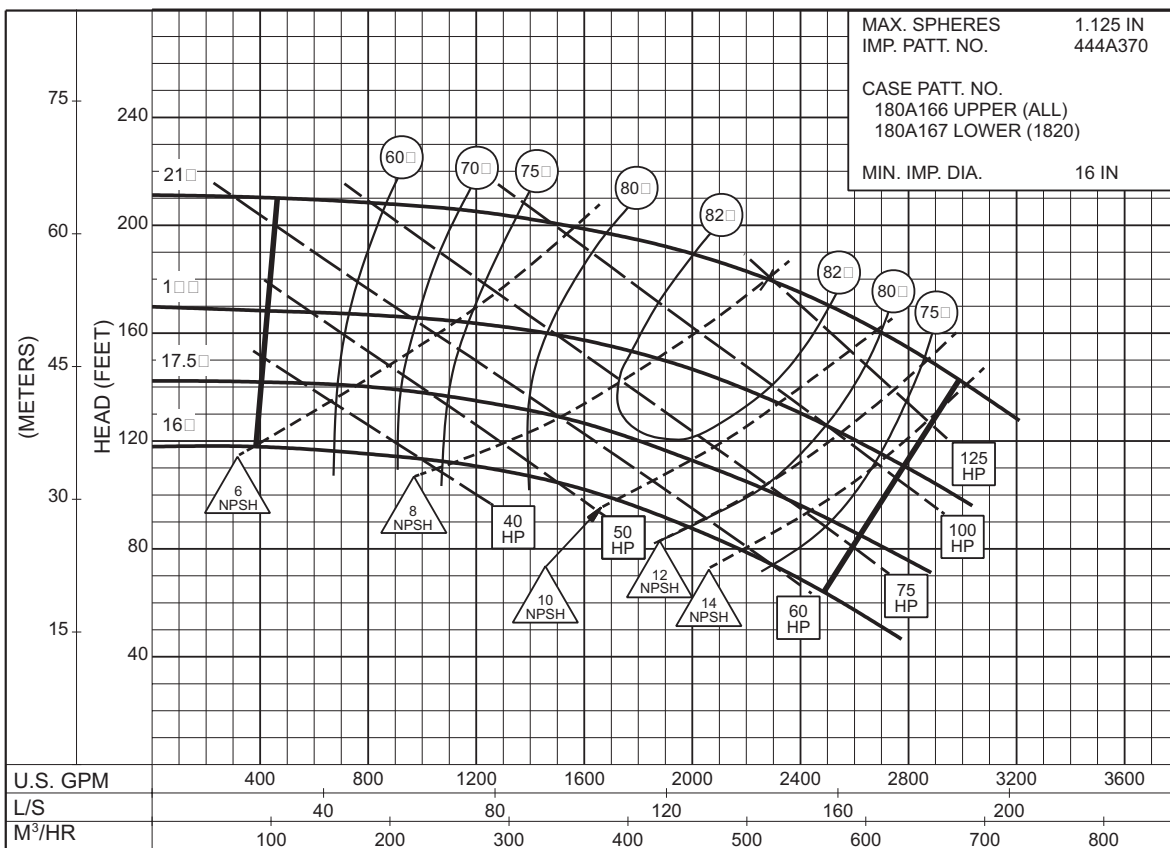 MAX. SPHERES 1.125 IN
IMP. PATT. NO. 444A370
CASE PATT. NO.
180A166 UPPER (ALL)
180A167 LOWER (1820)
MIN. IMP. DIA. 16 IN
(METERS)
75
60
45
30
15
HEAD (FEET)
240
200
160
120
80
40
21□
1□□
17.5□
16□
60□
70□
75□
80□
82□
82□
80□
75□
6
NPSH
8
NPSH
10
NPSH
12
NPSH
14
NPSH
40
HP
50
HP
60
HP
75
HP
100
HP
125
HP
U.S. GPM 400 800 1200 1600 2000 2400 2800 3200 3600
L/S 40 80 120 160 200
M³/HR 100 200 300 400 500 600 700 800